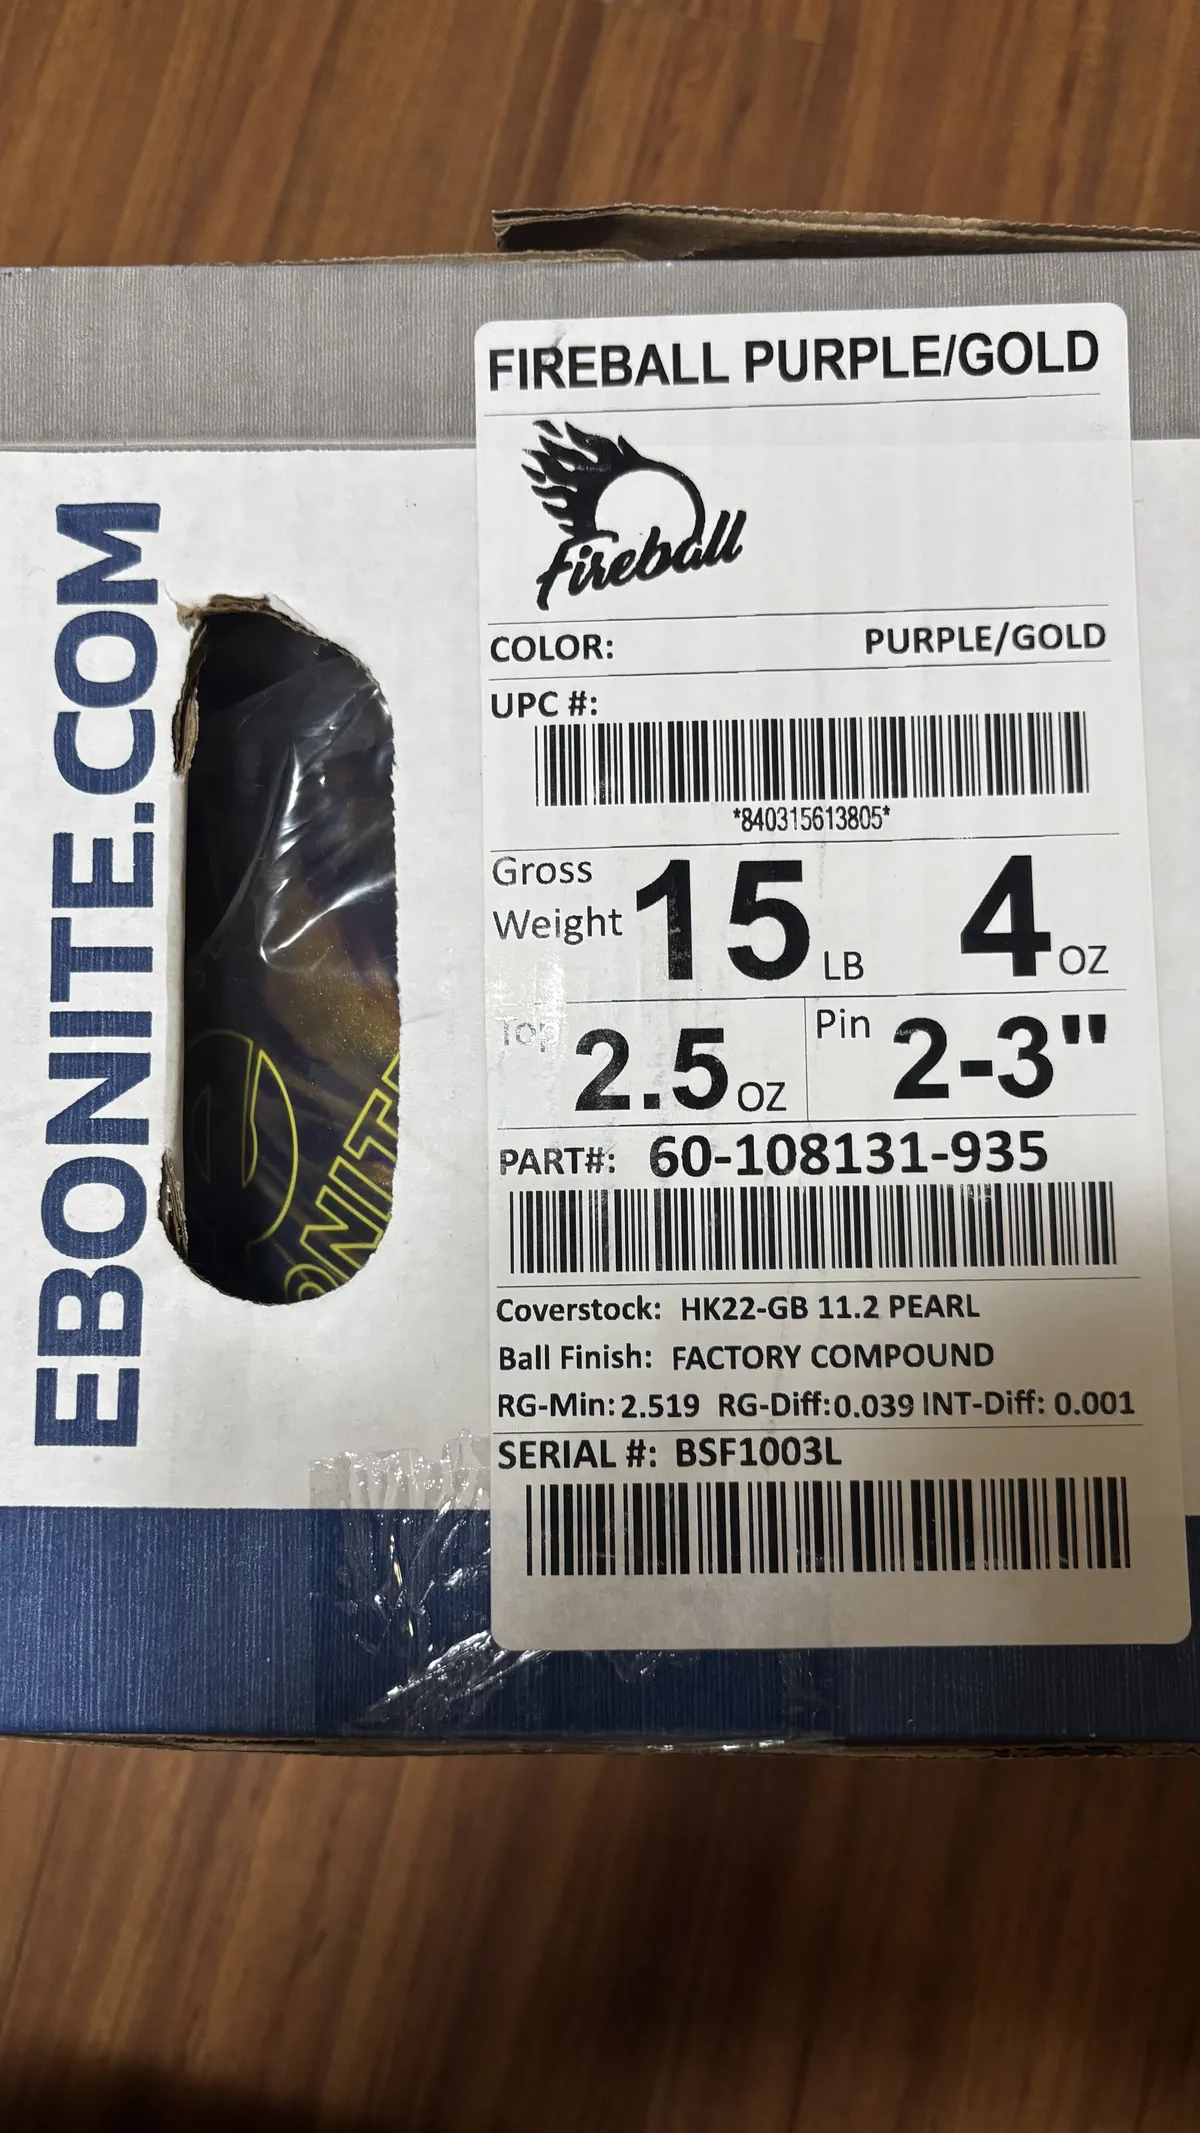 EBONITE.COM
FIREBALL PURPLE/GOLD
Fireball
COLOR: PURPLE/GOLD
UPC #:
*840315613805*
Gross Weight 15 LB 4 OZ
Top 2.5 OZ Pin 2-3"
PART#: 60-108131-935
Coverstock: HK22-GB 11.2 PEARL
Ball Finish: FACTORY COMPOUND
RG-Min: 2.519 RG-Diff: 0.039 INT-Diff: 0.001
SERIAL #: BSF1003L
e
ONIT